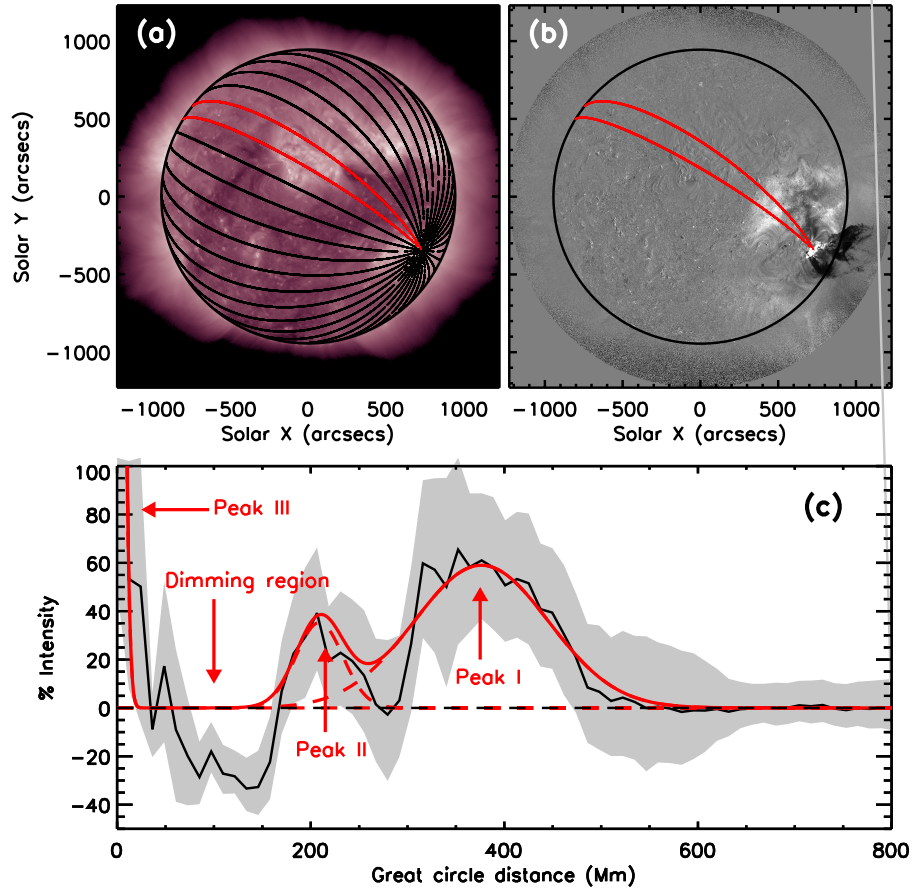 (a)
(b)
1000
500
0
−500
−1000
Solar Y (arcsecs)
−1000 −500 0 500 1000
−1000 −500 0 500 1000
Solar X (arcsecs)
Solar X (arcsecs)
(c)
100
80
60
40
20
0
−20
−40
% Intensity
Peak III
Dimming region
Peak II
Peak I
0 200 400 600 800
Great circle distance (Mm)